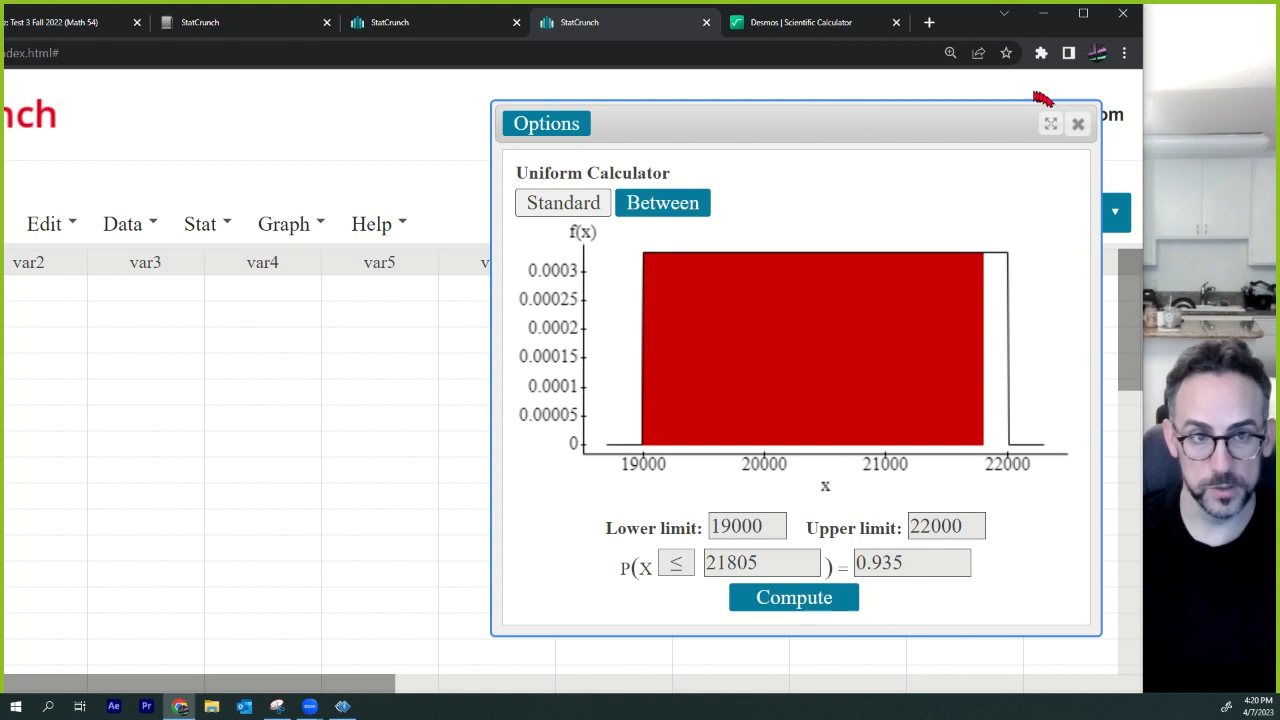 z: Test 3 Fall 2022 (Math 54)
StatCrunch
StatCrunch
StatCrunch
Desmos | Scientific Calculator
dex.html#
nch
om
Options
Uniform Calculator
Standard Between
Edit Data Stat Graph Help
var2 var3 var4 var5 v
f(x)
0.0003
0.00025
0.0002
0.00015
0.0001
0.00005
0
19000 20000 21000 22000
x
Lower limit: 19000 Upper limit: 22000
P(X ≤ 21805 ) = 0.935
Compute
Ae Pr
4:20 PM
4/7/2023